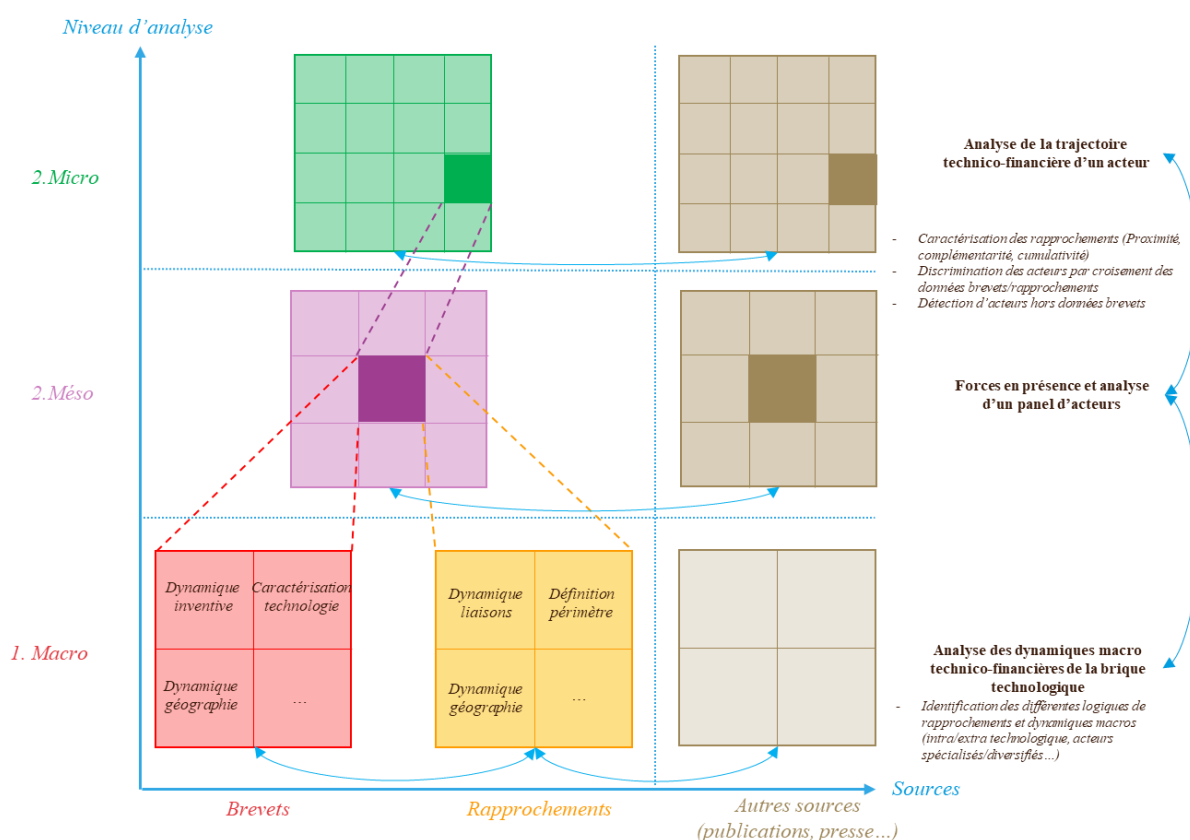 Niveau d’analyse
2.Micro
Analyse de la trajectoire
technico-financière d’un acteur
- Caractérisation des rapprochements (Proximité,
complémentarité, cumulativité)
- Discrimination des acteurs par croisement des
données brevets/rapprochements
- Détection d’acteurs hors données brevets
2.Méso
Forces en présence et analyse
d’un panel d’acteurs
1. Macro
Dynamique
inventive
Caractérisation
technologie
Dynamique
géographie
…
Dynamique
liaisons
Définition
périmètre
Dynamique
géographie
…
Analyse des dynamiques macro
technico-financières de la brique
technologique
- Identification des différentes logiques de
rapprochements et dynamiques macros
(intra/extra technologique, acteurs
spécialisés/diversifiés…)
Sources
Brevets
Rapprochements
Autres sources
(publications, presse…)